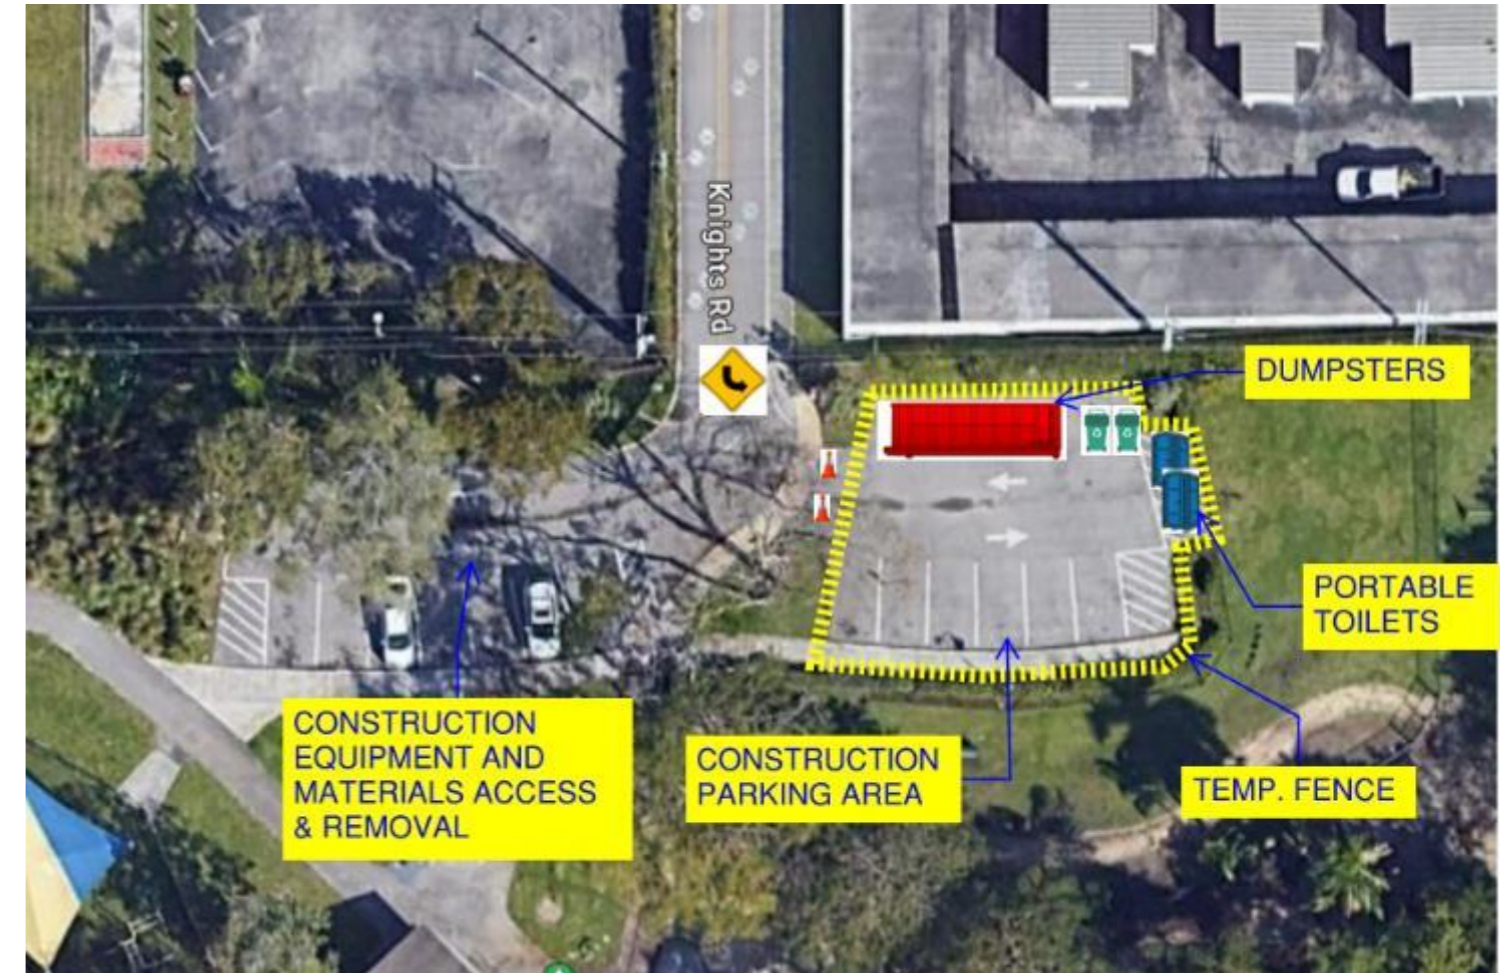 Knights Rd
DUMPSTERS
PORTABLE
TOILETS
CONSTRUCTION
EQUIPMENT AND
MATERIALS ACCESS
& REMOVAL
CONSTRUCTION
PARKING AREA
TEMP. FENCE